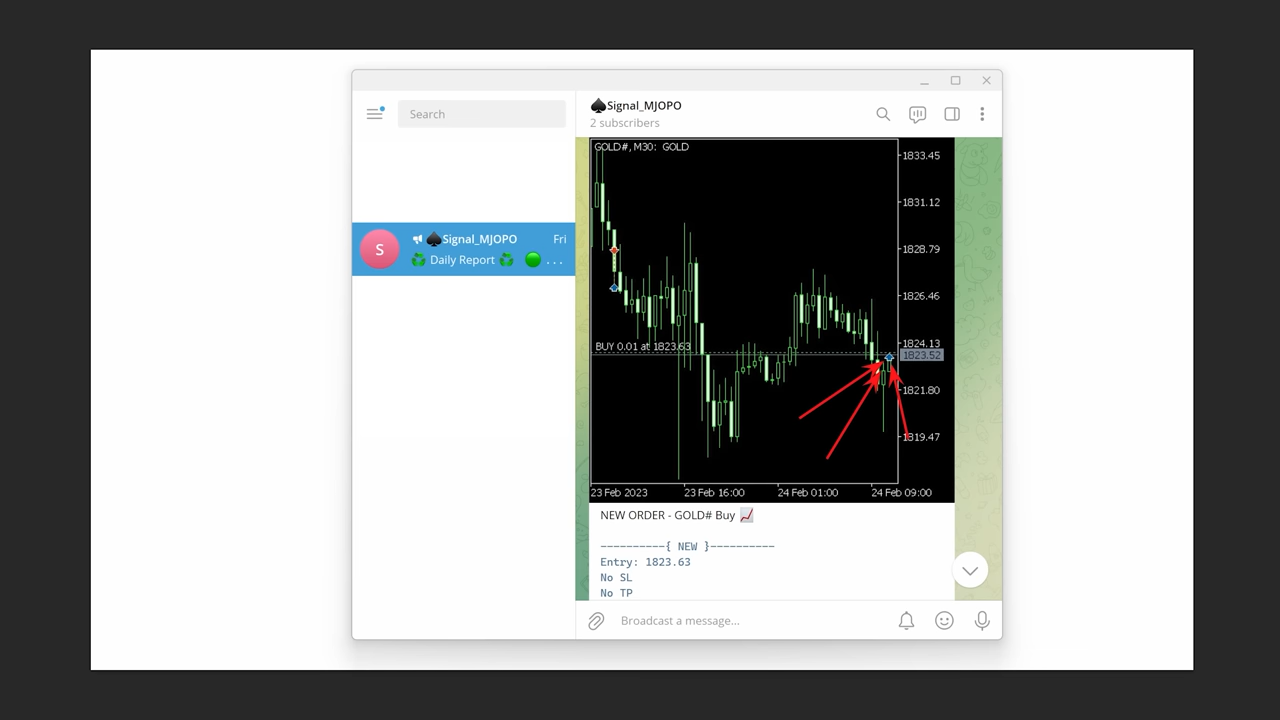 Search
♠Signal_MJOPO
2 subscribers
S
♠Signal_MJOPO
Fri
♻ Daily Report ♻ 🟢 ...
GOLD#, M30: GOLD
1833.45
1831.12
1828.79
1826.46
1824.13
BUY 0.01 at 1823.63
1823.52
1821.80
1819.47
23 Feb 2023
23 Feb 16:00
24 Feb 01:00
24 Feb 09:00
NEW ORDER - GOLD# Buy 📈
----------{ NEW }----------
Entry: 1823.63
No SL
No TP
Broadcast a message...